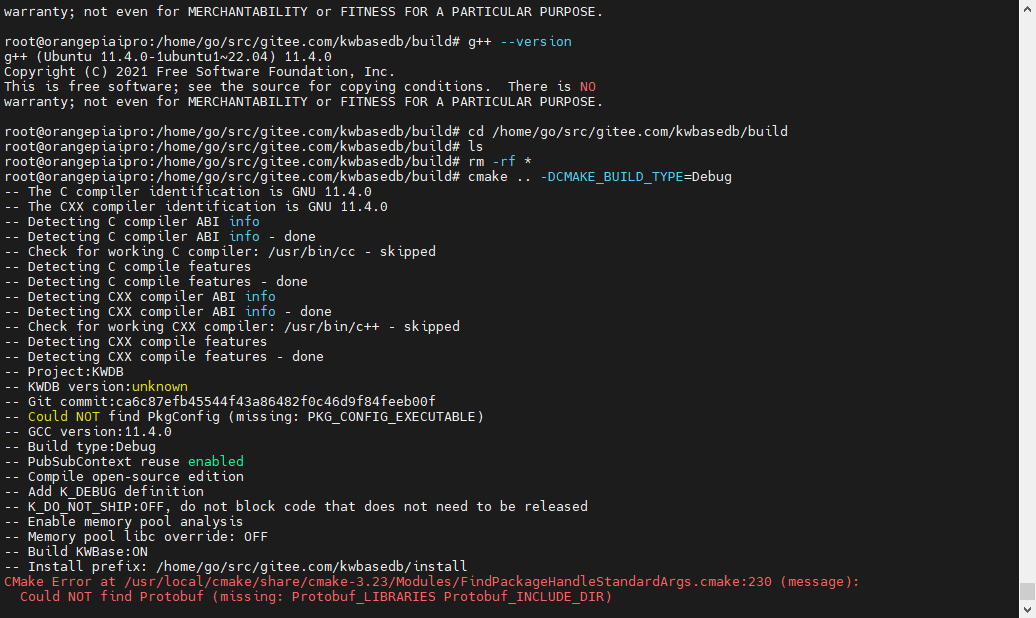 warranty; not even for MERCHANTABILITY or FITNESS FOR A PARTICULAR PURPOSE.
root@orangepiaipro:/home/go/src/gitee.com/kwbasedb/build# g++ --version
g++ (Ubuntu 11.4.0-1ubuntu1~22.04) 11.4.0
Copyright (C) 2021 Free Software Foundation, Inc.
This is free software; see the source for copying conditions.  There is NO
warranty; not even for MERCHANTABILITY or FITNESS FOR A PARTICULAR PURPOSE.
root@orangepiaipro:/home/go/src/gitee.com/kwbasedb/build# cd /home/go/src/gitee.com/kwbasedb/build
root@orangepiaipro:/home/go/src/gitee.com/kwbasedb/build# ls
root@orangepiaipro:/home/go/src/gitee.com/kwbasedb/build# rm -rf *
root@orangepiaipro:/home/go/src/gitee.com/kwbasedb/build# cmake .. -DCMAKE_BUILD_TYPE=Debug
-- The C compiler identification is GNU 11.4.0
-- The CXX compiler identification is GNU 11.4.0
-- Detecting C compiler ABI info
-- Detecting C compiler ABI info - done
-- Check for working C compiler: /usr/bin/cc - skipped
-- Detecting C compile features
-- Detecting C compile features - done
-- Detecting CXX compiler ABI info
-- Detecting CXX compiler ABI info - done
-- Check for working CXX compiler: /usr/bin/c++ - skipped
-- Detecting CXX compile features
-- Detecting CXX compile features - done
-- Project:KWDB
-- KWDB version:unknown
-- Git commit:ca6c87efb45544f43a86482f0c46d9f84feeb00f
-- Could NOT find PkgConfig (missing: PKG_CONFIG_EXECUTABLE)
-- GCC version:11.4.0
-- Build type:Debug
-- PubSubContext reuse enabled
-- Compile open-source edition
-- Add K_DEBUG definition
-- K_DO_NOT_SHIP:OFF, do not block code that does not need to be released
-- Enable memory pool analysis
-- Memory pool libc override: OFF
-- Build KWBase:ON
-- Install prefix: /home/go/src/gitee.com/kwbasedb/install
CMake Error at /usr/local/cmake/share/cmake-3.23/Modules/FindPackageHandleStandardArgs.cmake:230 (message):
  Could NOT find Protobuf (missing: Protobuf_LIBRARIES Protobuf_INCLUDE_DIR)